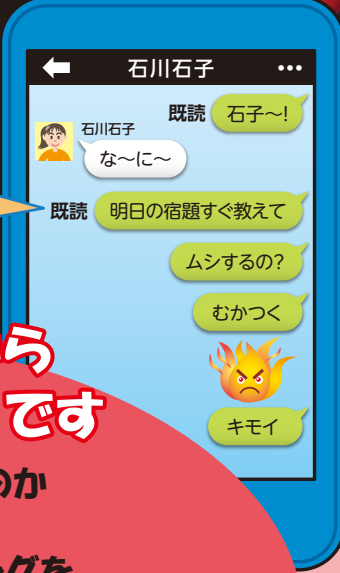 石川石子
既読 石子〜!
石川石子
な〜に〜
既読 明日の宿題すぐ教えて
ムシするの?
むかつく
キモイ
ら
です
のか
グを